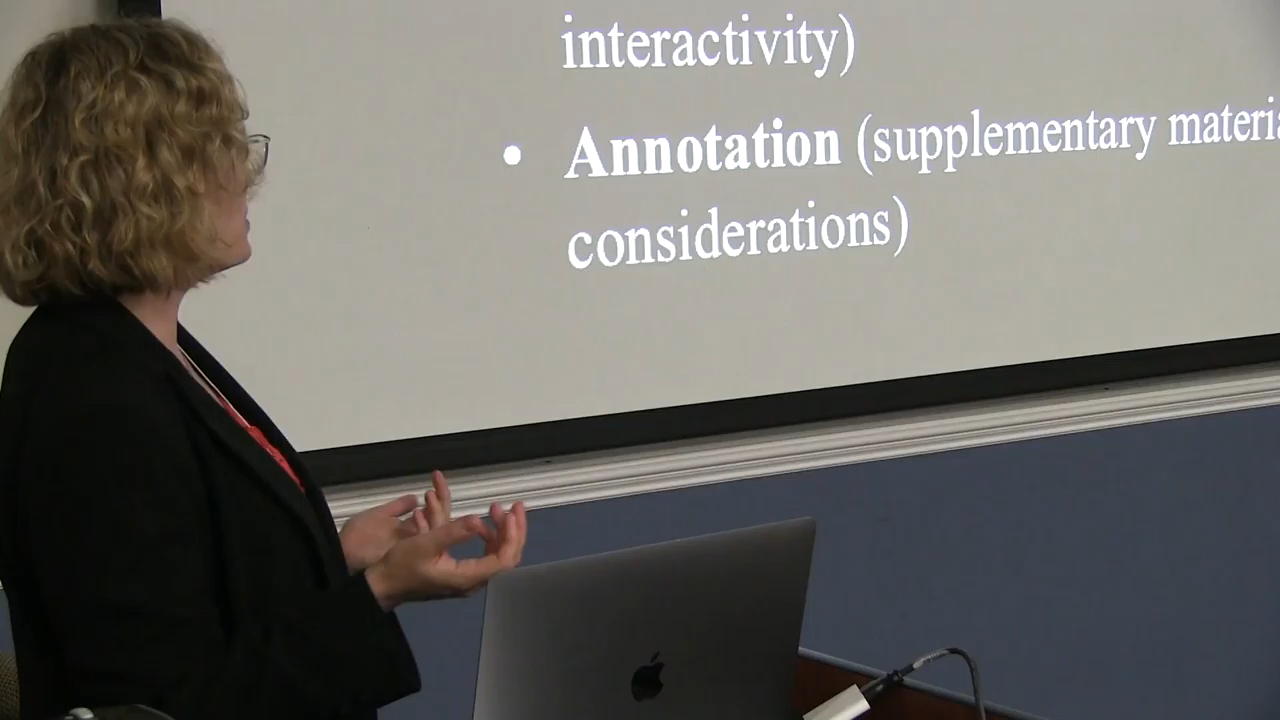 interactivity)
• Annotation (supplementary
considerations)